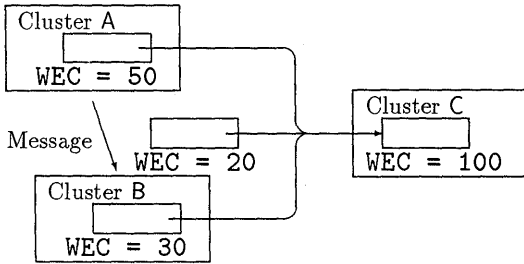 Cluster A
WEC = 50
Message
WEC = 20
Cluster B
WEC = 30
Cluster C
WEC = 100